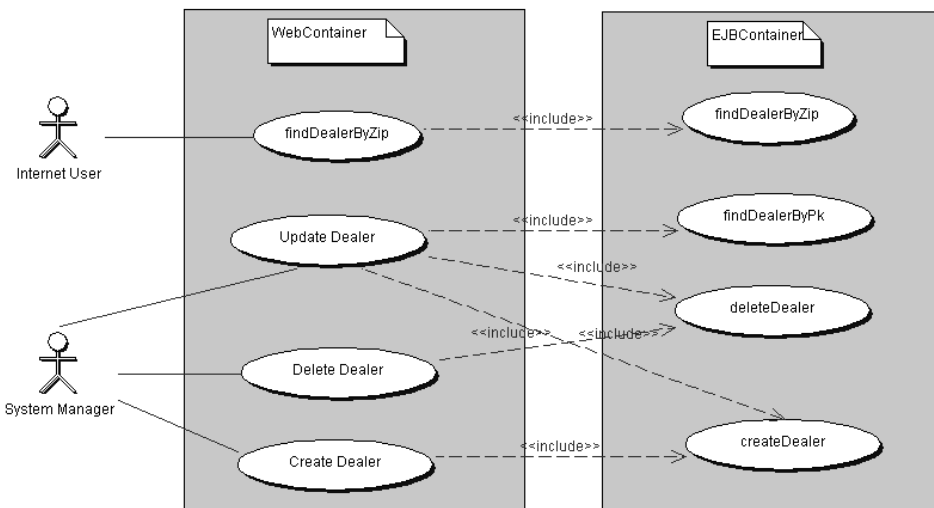 WebContainer
EJBContainer
findDealerByZip
<<include>>
findDealerByZip
Internet User
Update Dealer
<<include>>
findDealerByPk
<<include>>
deleteDealer
<<include>>
<<include>>
System Manager
Delete Dealer
Create Dealer
<<include>>
createDealer